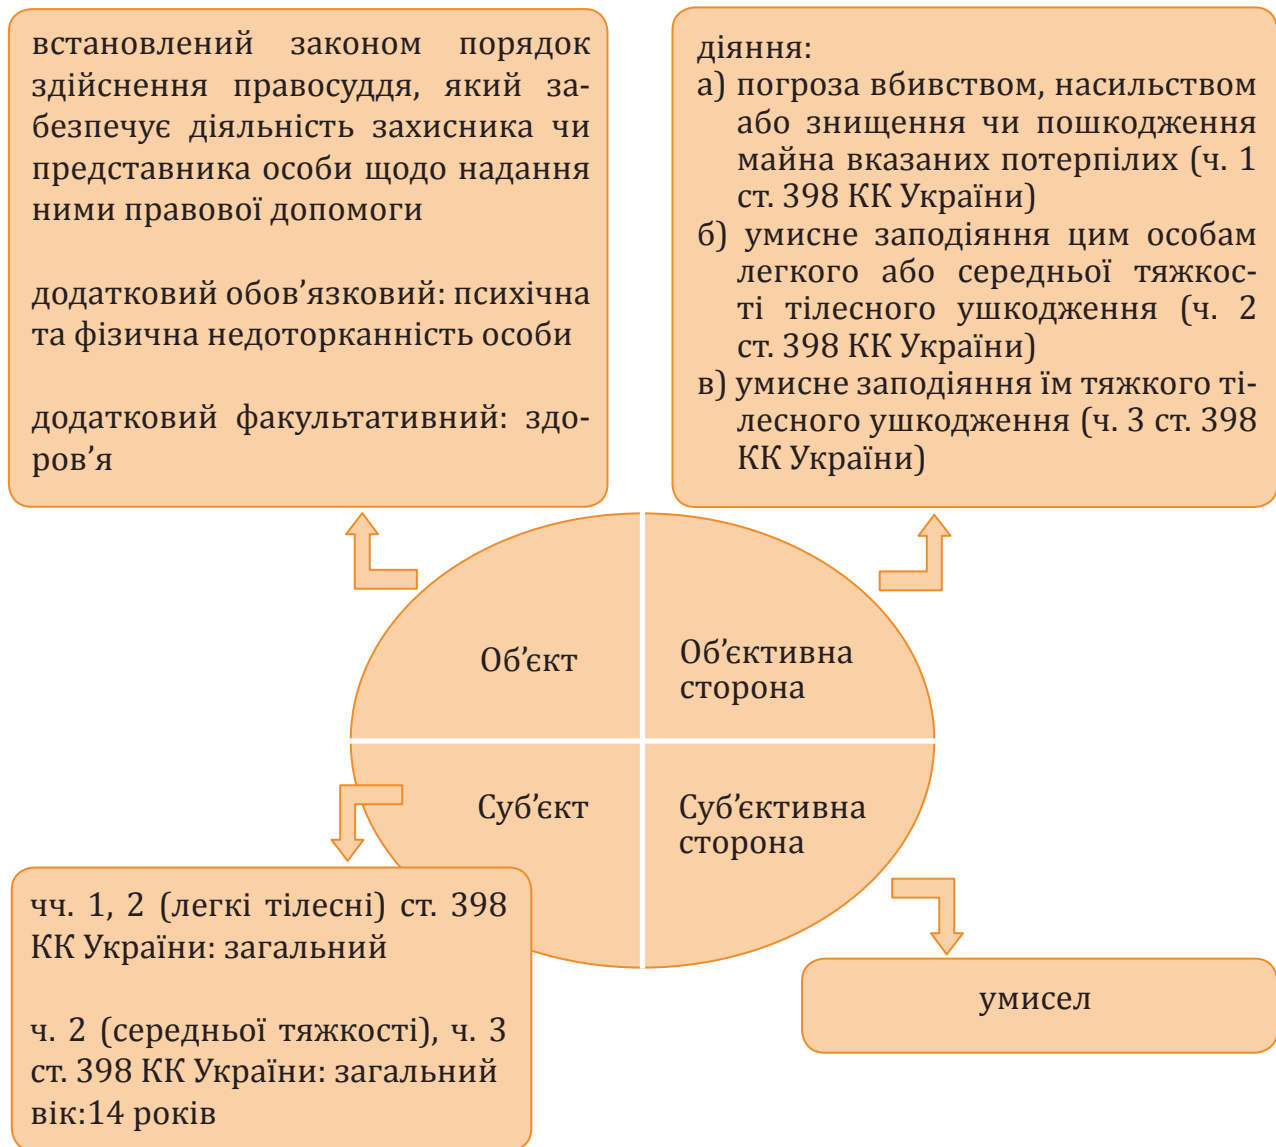 встановлений законом порядок
здійснення правосуддя, який за-
безпечує діяльність захисника чи
представника особи щодо надання
ними правової допомоги
додатковий обов’язковий: психічна
та фізична недоторканність особи
додатковий факультативний: здо-
ров’я
діяння:
а) погроза вбивством, насильством
або знищення чи пошкодження
майна вказаних потерпілих (ч. 1
ст. 398 КК України)
б) умисне заподіяння цим особам
легкого або середньої тяжкос-
ті тілесного ушкодження (ч. 2
ст. 398 КК України)
в) умисне заподіяння їм тяжкого ті-
лесного ушкодження (ч. 3 ст. 398
КК України)
Об’єкт
Об’єктивна
сторона
Суб’єкт
Суб’єктивна
сторона
чч. 1, 2 (легкі тілесні) ст. 398
КК України: загальний
ч. 2 (середньої тяжкості), ч. 3
ст. 398 КК України: загальний
вік:14 років
умисел